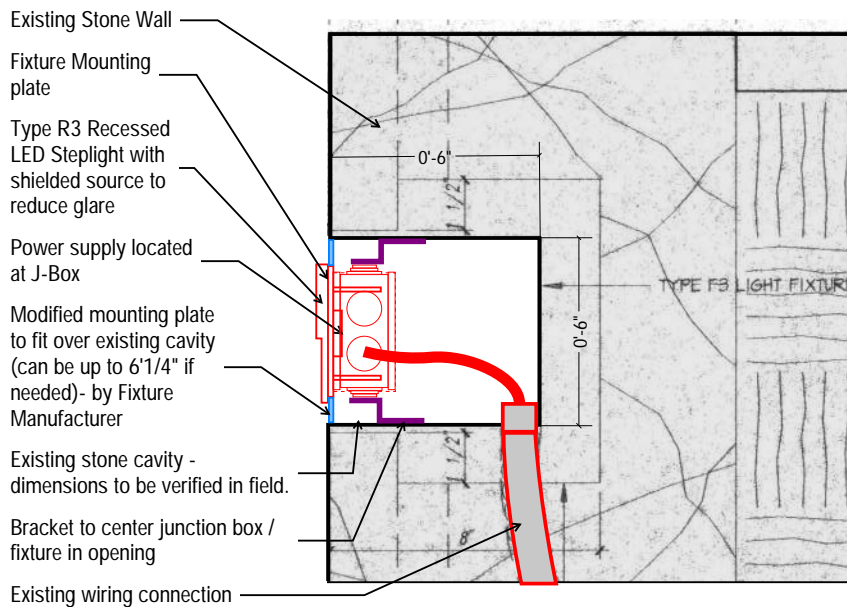 Existing Stone Wall
Fixture Mounting
plate
Type R3 Recessed
LED Steplight with
shielded source to
reduce glare
Power supply located
at J-Box
Modified mounting plate
to fit over existing cavity
(can be up to 6'1/4" if
needed)- by Fixture
Manufacturer
Existing stone cavity -
dimensions to be verified in field.
Bracket to center junction box /
fixture in opening
Existing wiring connection
0'-6"
1 1/2"
TYPE F3 LIGHT FIXTURE
0'-6"
1 1/2"
8"